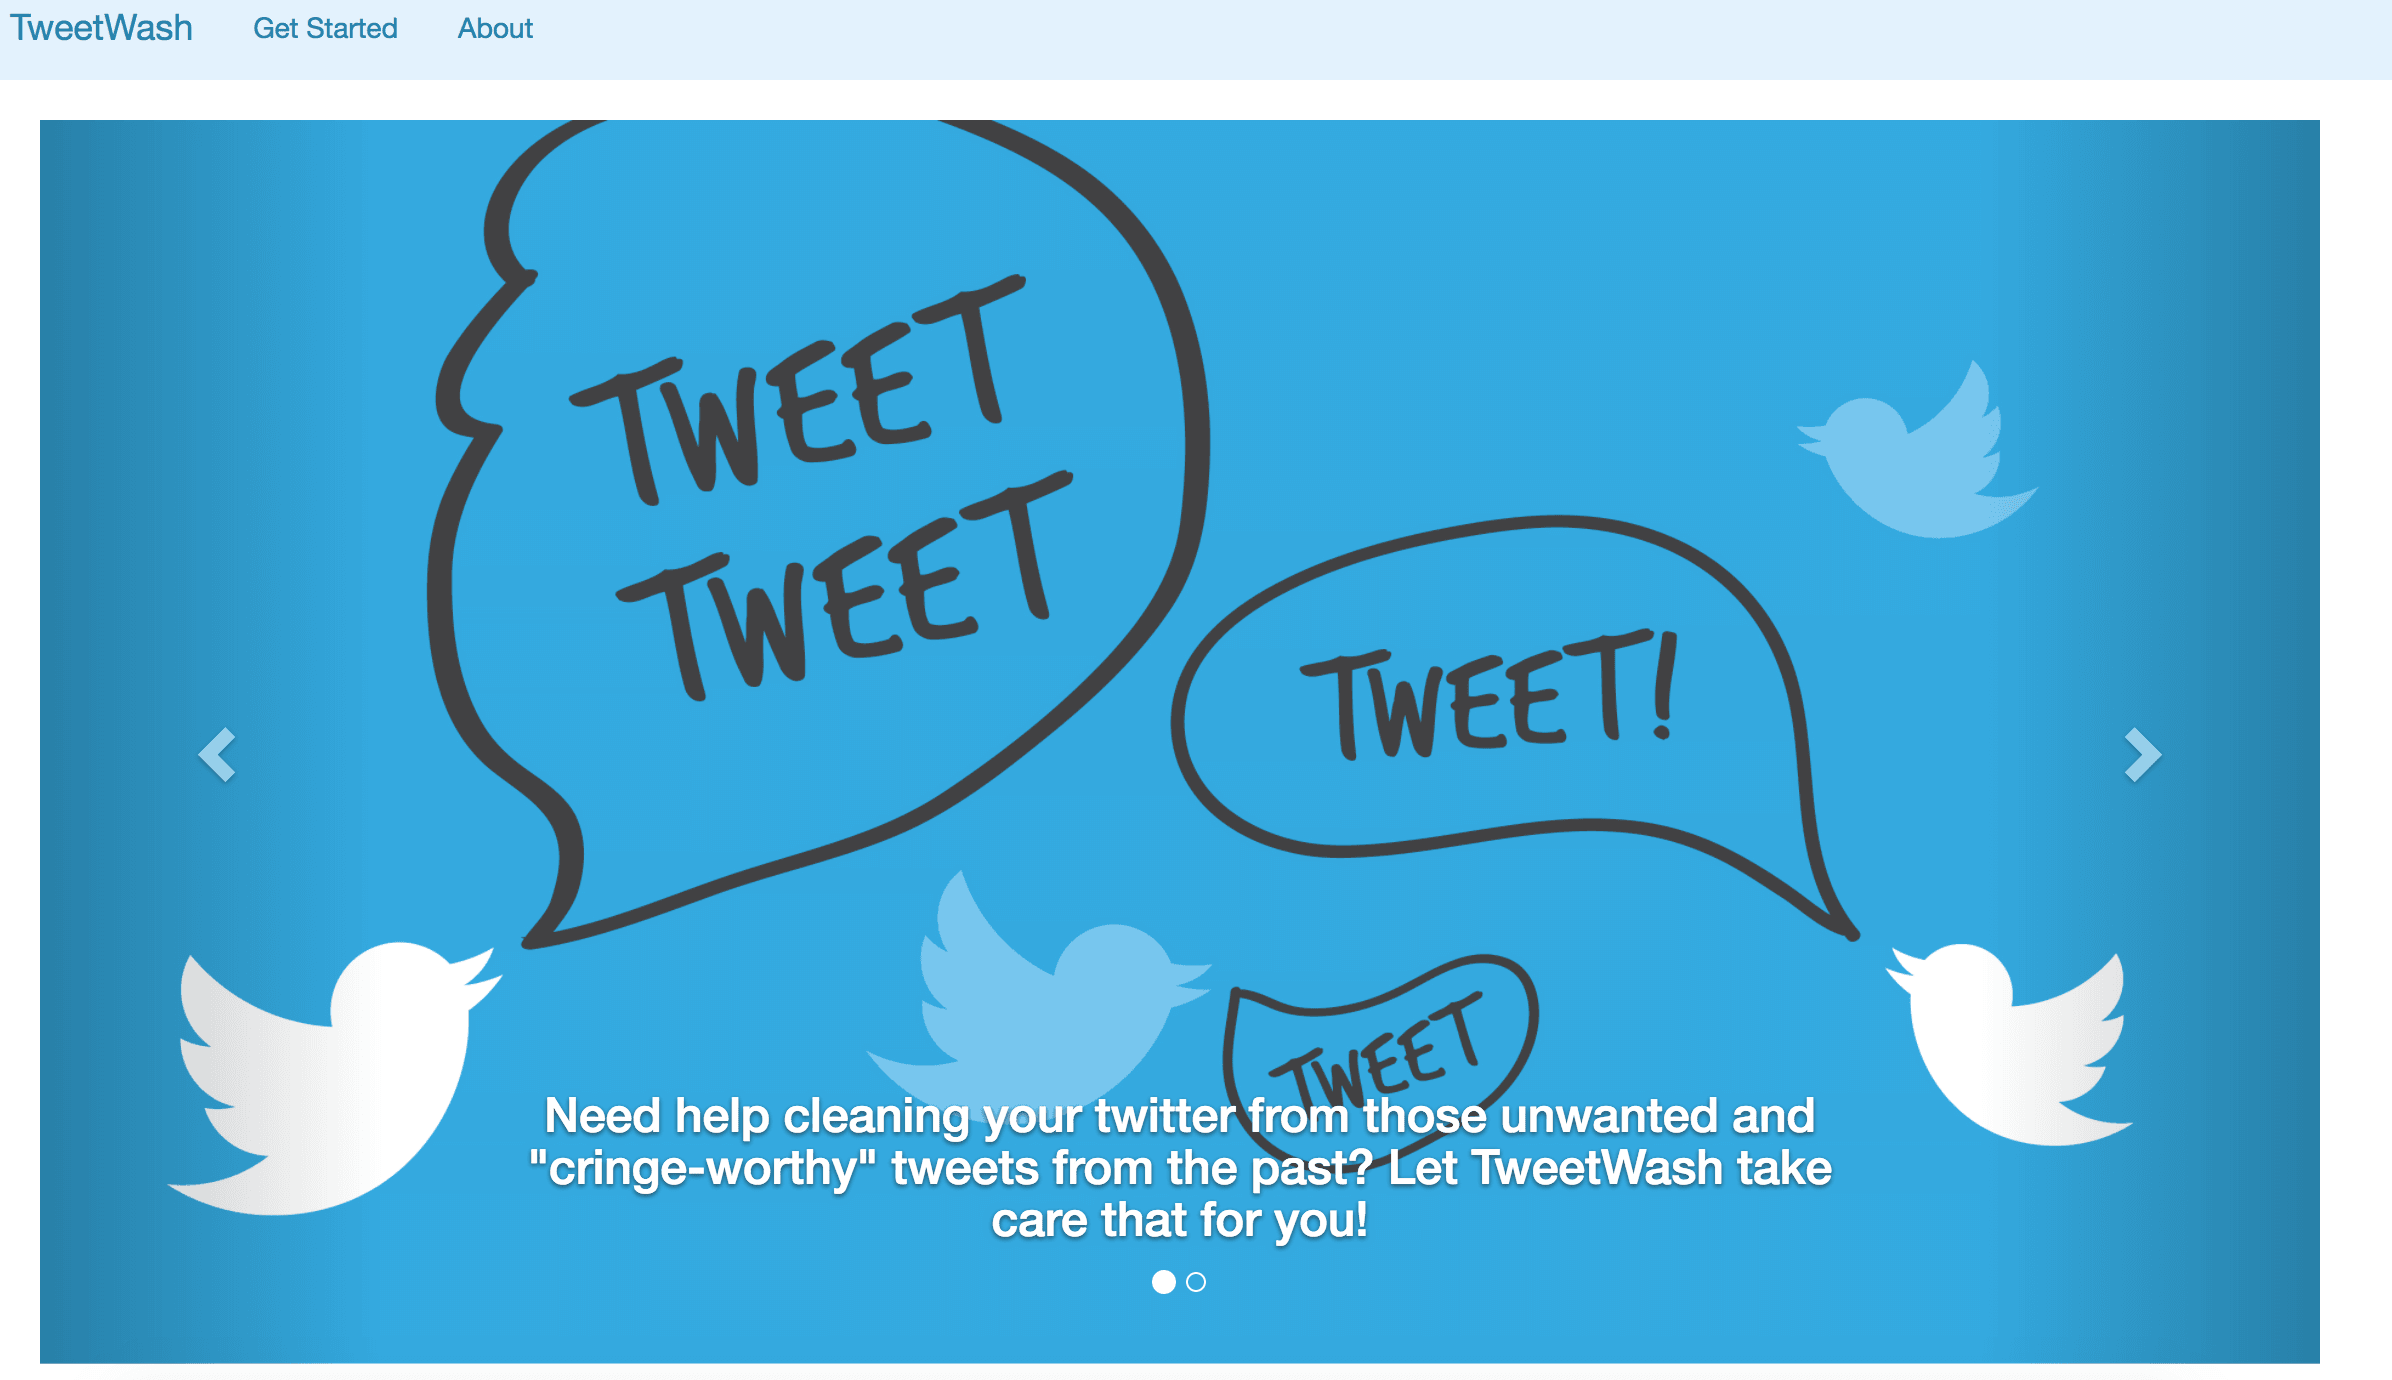 TweetWash Get Started About
TWEET
TWEET
TWEET!
TWEET
Need help cleaning your twitter from those unwanted and
"cringe-worthy" tweets from the past? Let TweetWash take
care that for you!